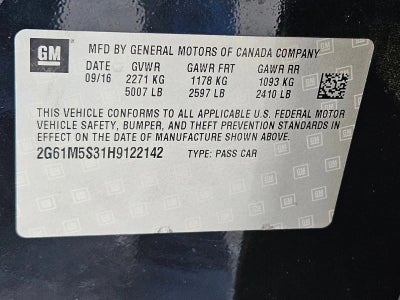 GM
MFD BY GENERAL MOTORS OF CANADA COMPANY
DATE GVWR GAWR FRT GAWR RR
09/16 2271 KG 1178 KG 1093 KG
5007 LB 2597 LB 2410 LB
THIS VEHICLE CONFORMS TO ALL APPLICABLE U.S. FEDERAL MOTOR
VEHICLE SAFETY, BUMPER, AND THEFT PREVENTION STANDARDS IN
EFFECT ON THE DATE OF MANUFACTURE SHOWN ABOVE.
2G61M5S31H9122142 TYPE: PASS CAR